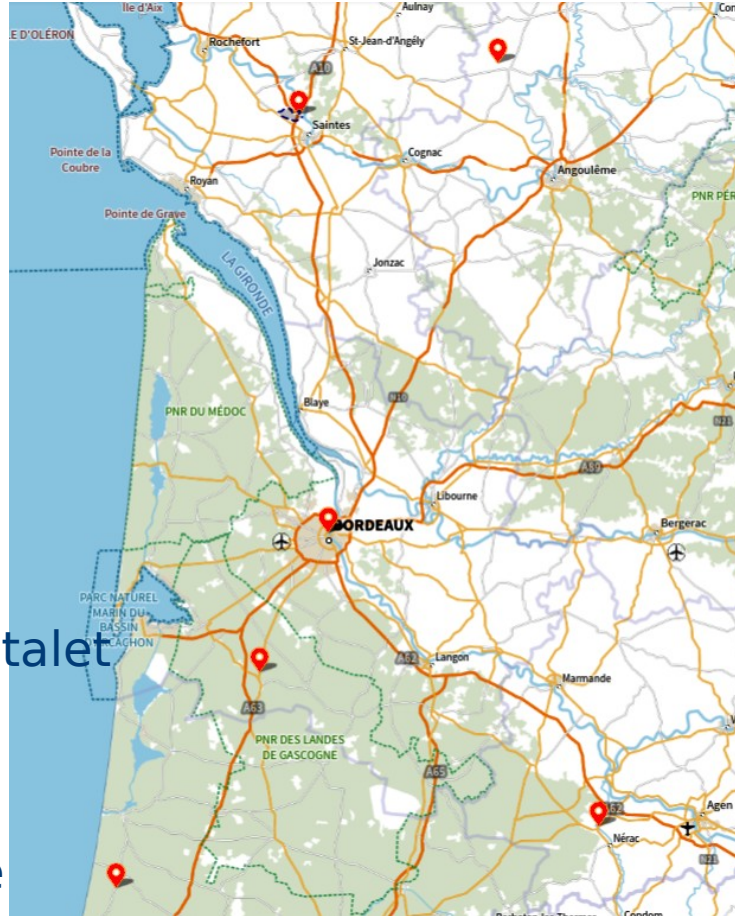 Ile d'Aix
Aulnay
E D'OLÉRON
Rochefort
St-Jean-d'Angély
A10
Saintes
Cognac
Angoulême
Pointe de la
Coubre
Royan
PNR PÉR
Pointe de Grave
LA GIRONDE
Jonzac
N10
Blaye
PNR DU MÉDOC
N21
A89
Libourne
BORDEAUX
Bergerac
PARC NATUREL
MARIN DU
BASSIN
D'ARCACHON
talet
A62
Langon
Marmande
A63
PNR DES LANDES
DE GASCOGNE
A65
A62
Agen
Nérac
N21
e
Condom